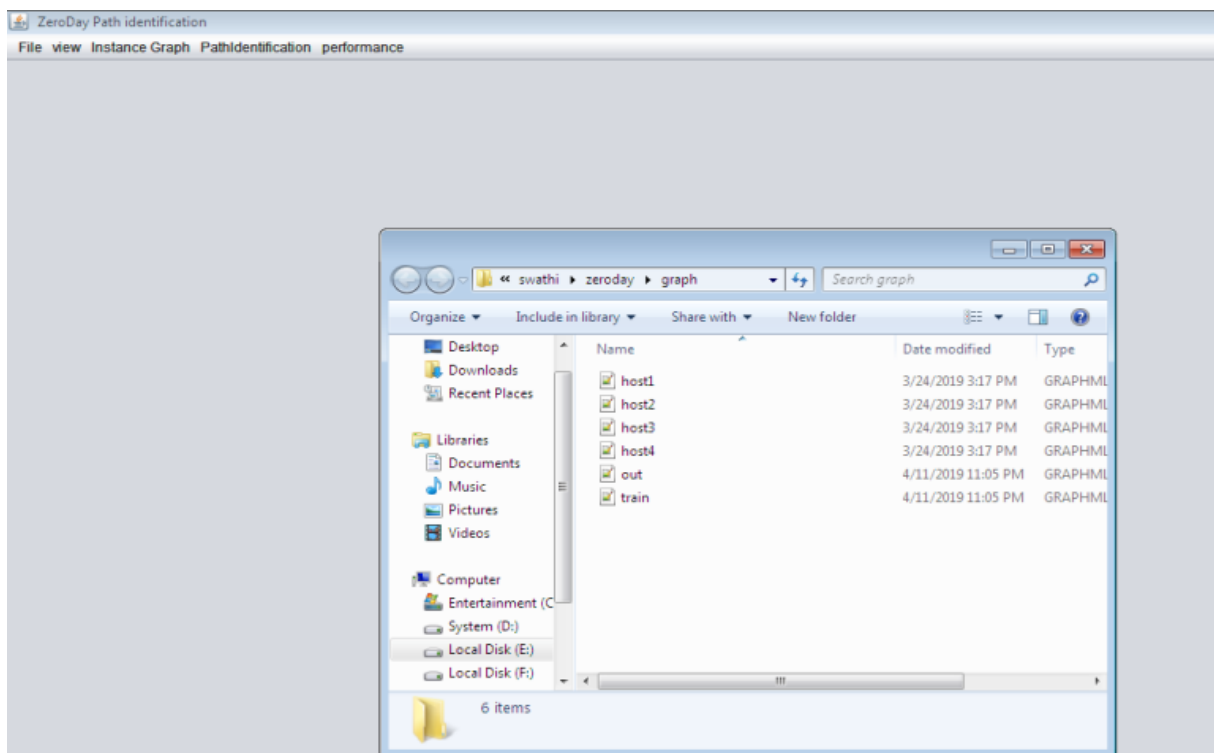 ZeroDay Path identification
File view Instance Graph PathIdentification performance
« swathi zeroday graph
Search graph
Organize Include in library Share with New folder
Desktop
Downloads
Recent Places
Libraries
Documents
Music
Pictures
Videos
Computer
Entertainment (C
System (D:)
Local Disk (E:)
Local Disk (F:)
Name Date modified Type
host1 3/24/2019 3:17 PM GRAPHML
host2 3/24/2019 3:17 PM GRAPHML
host3 3/24/2019 3:17 PM GRAPHML
host4 3/24/2019 3:17 PM GRAPHML
out 4/11/2019 11:05 PM GRAPHML
train 4/11/2019 11:05 PM GRAPHML
6 items